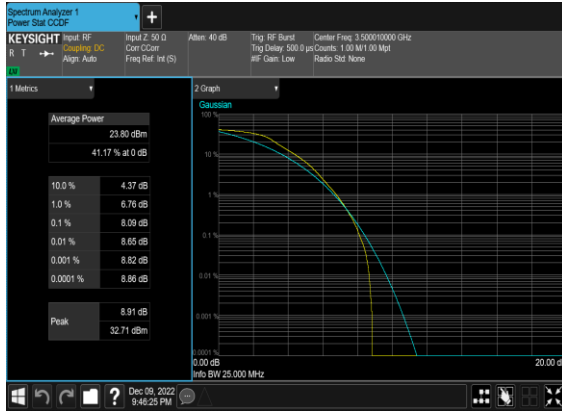 Spectrum Analyzer 1
Power Stat CCDF
+
KEYSIGHT
R T
LU
Input: RF
Coupling: DC
Align: Auto
Input Z: 50 Ω
Corr CCorr
Freq Ref: Int (S)
Atten: 40 dB
Trig: RF Burst
Trig Delay: 500.0 µs
#IF Gain: Low
Center Freq: 3.500010000 GHz
Counts: 1.00 M/1.00 Mpt
Radio Std: None
1 Metrics
Average Power
23.80 dBm
41.17 % at 0 dB
10.0 % 4.37 dB
1.0 % 6.76 dB
0.1 % 8.09 dB
0.01 % 8.65 dB
0.001 % 8.82 dB
0.0001 % 8.86 dB
Peak
8.91 dB
32.71 dBm
2 Graph
Gaussian
100 %
10 %
1 %
0.1 %
0.01 %
0.001 %
0.0001 %
0.00 dB
20.00 d
Info BW 25.000 MHz
?
Dec 09, 2022
9:46:25 PM